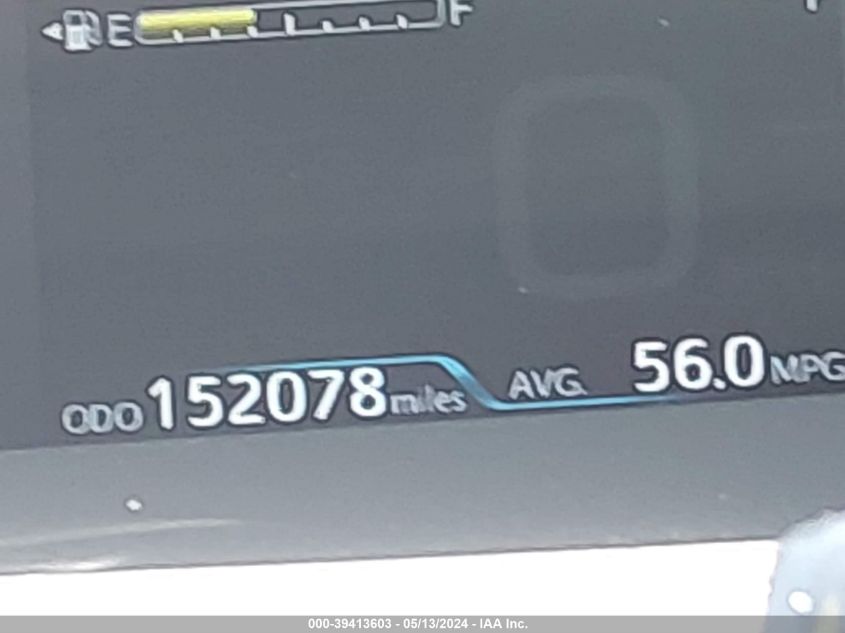 E F
ODO 152078 miles AVG. 56.0 MPG
000-39413603 - 05/13/2024 - IAA Inc.